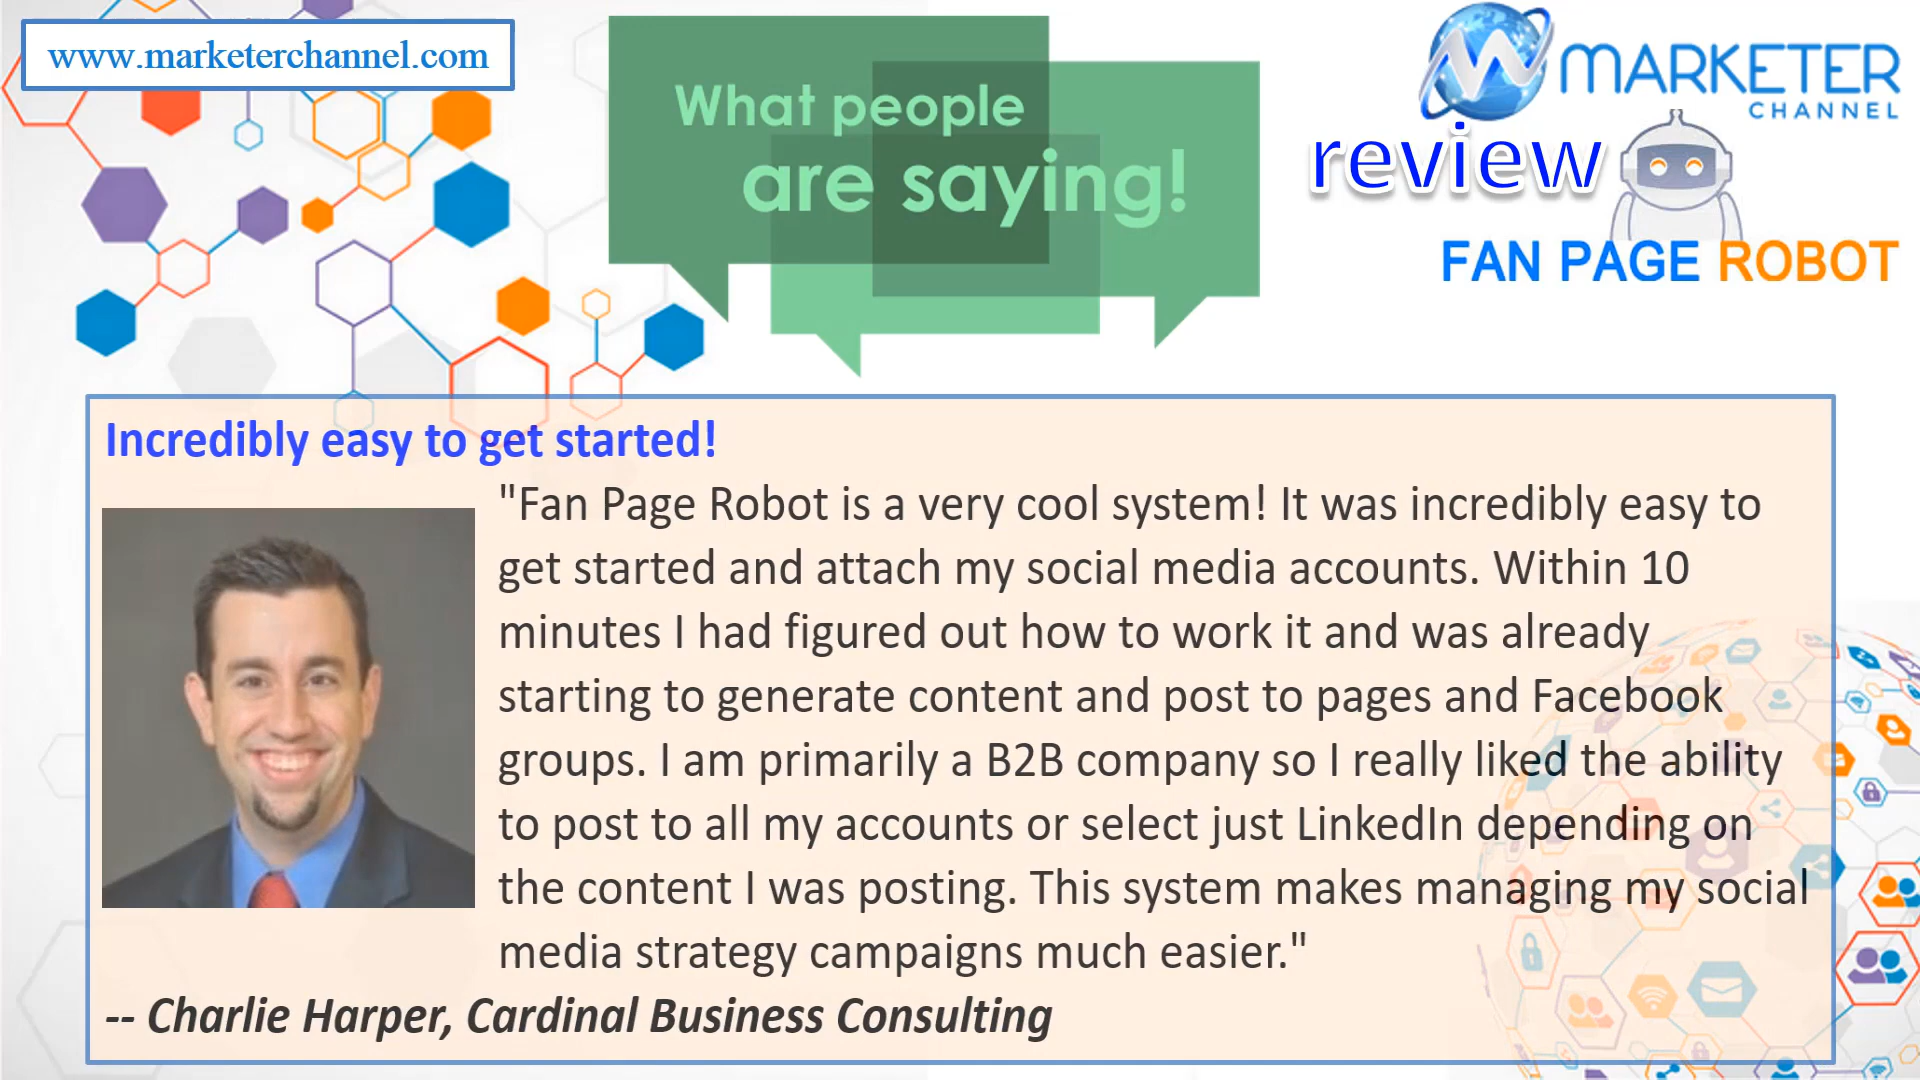 www.marketerchannel.com
What people
are saying!
MARKETER
CHANNEL
review
FAN PAGE ROBOT
Incredibly easy to get started!
"Fan Page Robot is a very cool system! It was incredibly easy to
get started and attach my social media accounts. Within 10
minutes I had figured out how to work it and was already
starting to generate content and post to pages and Facebook
groups. I am primarily a B2B company so I really liked the ability
to post to all my accounts or select just LinkedIn depending on
the content I was posting. This system makes managing my social
media strategy campaigns much easier."
-- Charlie Harper, Cardinal Business Consulting